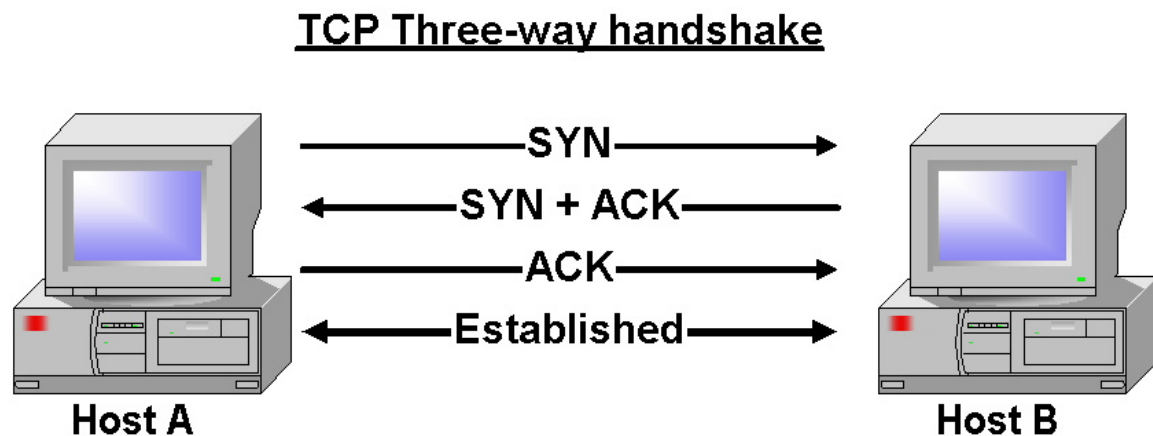 TCP Three-way handshake
SYN
SYN + ACK
ACK
Established
Host A
Host B